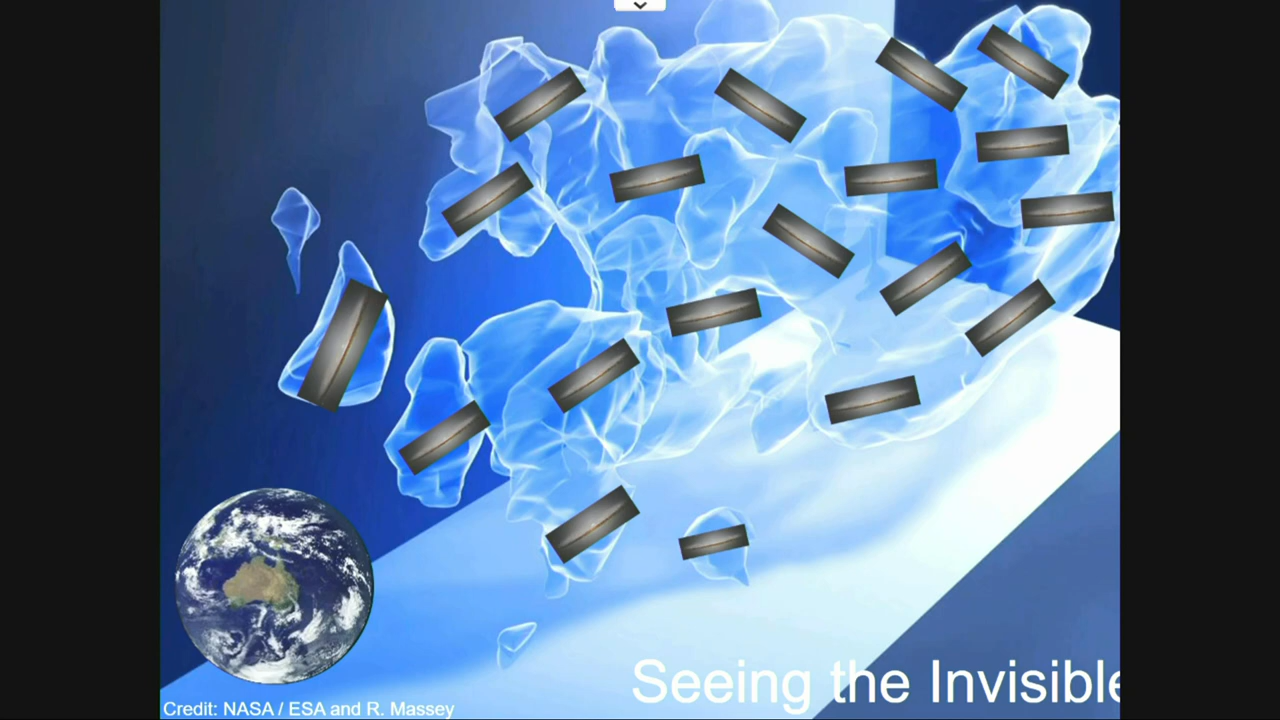 Seeing the Invisible
Credit: NASA / ESA and R. Massey